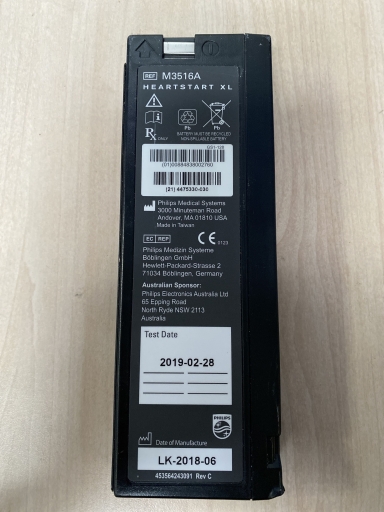 REF M3516A
HEARTSTART XL
Rx ONLY
Pb
Pb
BATTERY MUST BE RECYCLED
NON-SPILLABLE BATTERY
GS1-128
(01)00884838002760
(21) 4475330-030
Philips Medical Systems
3000 Minuteman Road
Andover, MA 01810 USA
Made in Taiwan
EC REP
CE 0123
Philips Medizin Systeme
Böblingen GmbH
Hewlett-Packard-Strasse 2
71034 Böblingen, Germany
Australian Sponsor:
Philips Electronics Australia Ltd
65 Epping Road
North Ryde NSW 2113
Australia
Test Date
2019-02-28
PHILIPS
Date of Manufacture
LK-2018-06
453564243091 Rev C